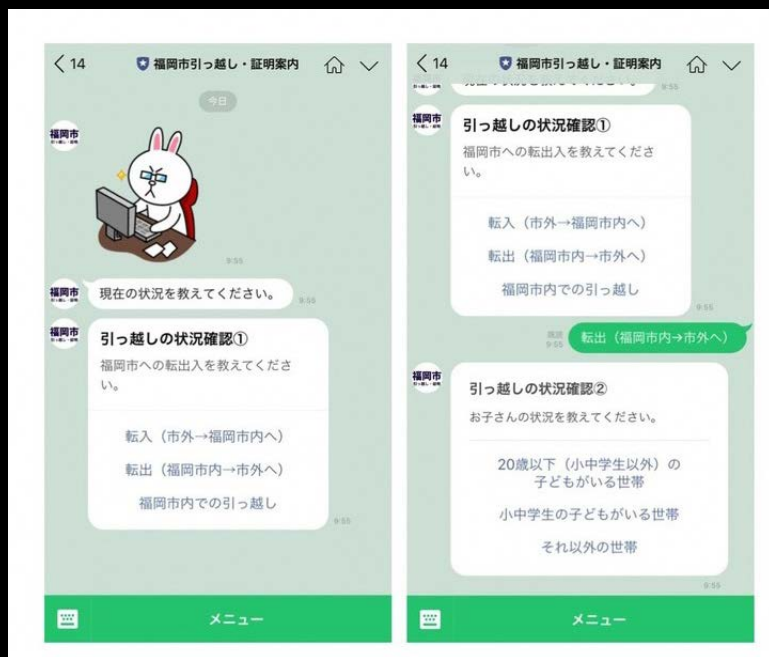 14
福岡市引っ越し・証明案内
今日
福岡市
9:55
福岡市
現在の状況を教えてください。
9:55
福岡市
引っ越しの状況確認①
福岡市への転出入を教えてくださ
い。
転入（市外→福岡市内へ）
転出（福岡市内→市外へ）
福岡市内での引っ越し
9:55
メニュー
14
福岡市引っ越し・証明案内
9:55
福岡市
引っ越しの状況確認①
福岡市への転出入を教えてくださ
い。
転入（市外→福岡市内へ）
転出（福岡市内→市外へ）
福岡市内での引っ越し
9:55
既読
9:55
転出（福岡市内→市外へ）
福岡市
引っ越しの状況確認②
お子さんの状況を教えてください。
20歳以下（小中学生以外）の
子どもがいる世帯
小中学生の子どもがいる世帯
それ以外の世帯
9:55
メニュー